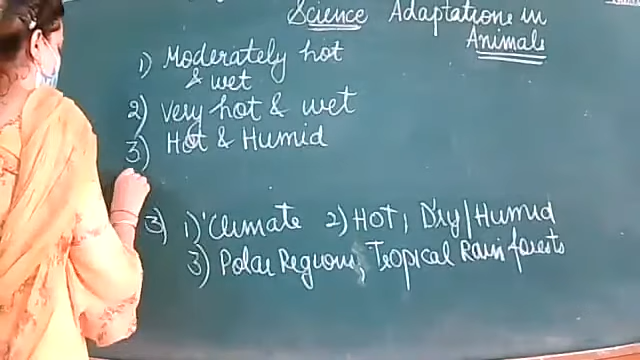 Science Adaptations in
Animals
1) Moderately hot
& wet
2) Very hot & wet
3) Hot & Humid
3) 1) Climate 2) HOT, Dry/Humid
3) Polar Regions, Tropical Rain forests